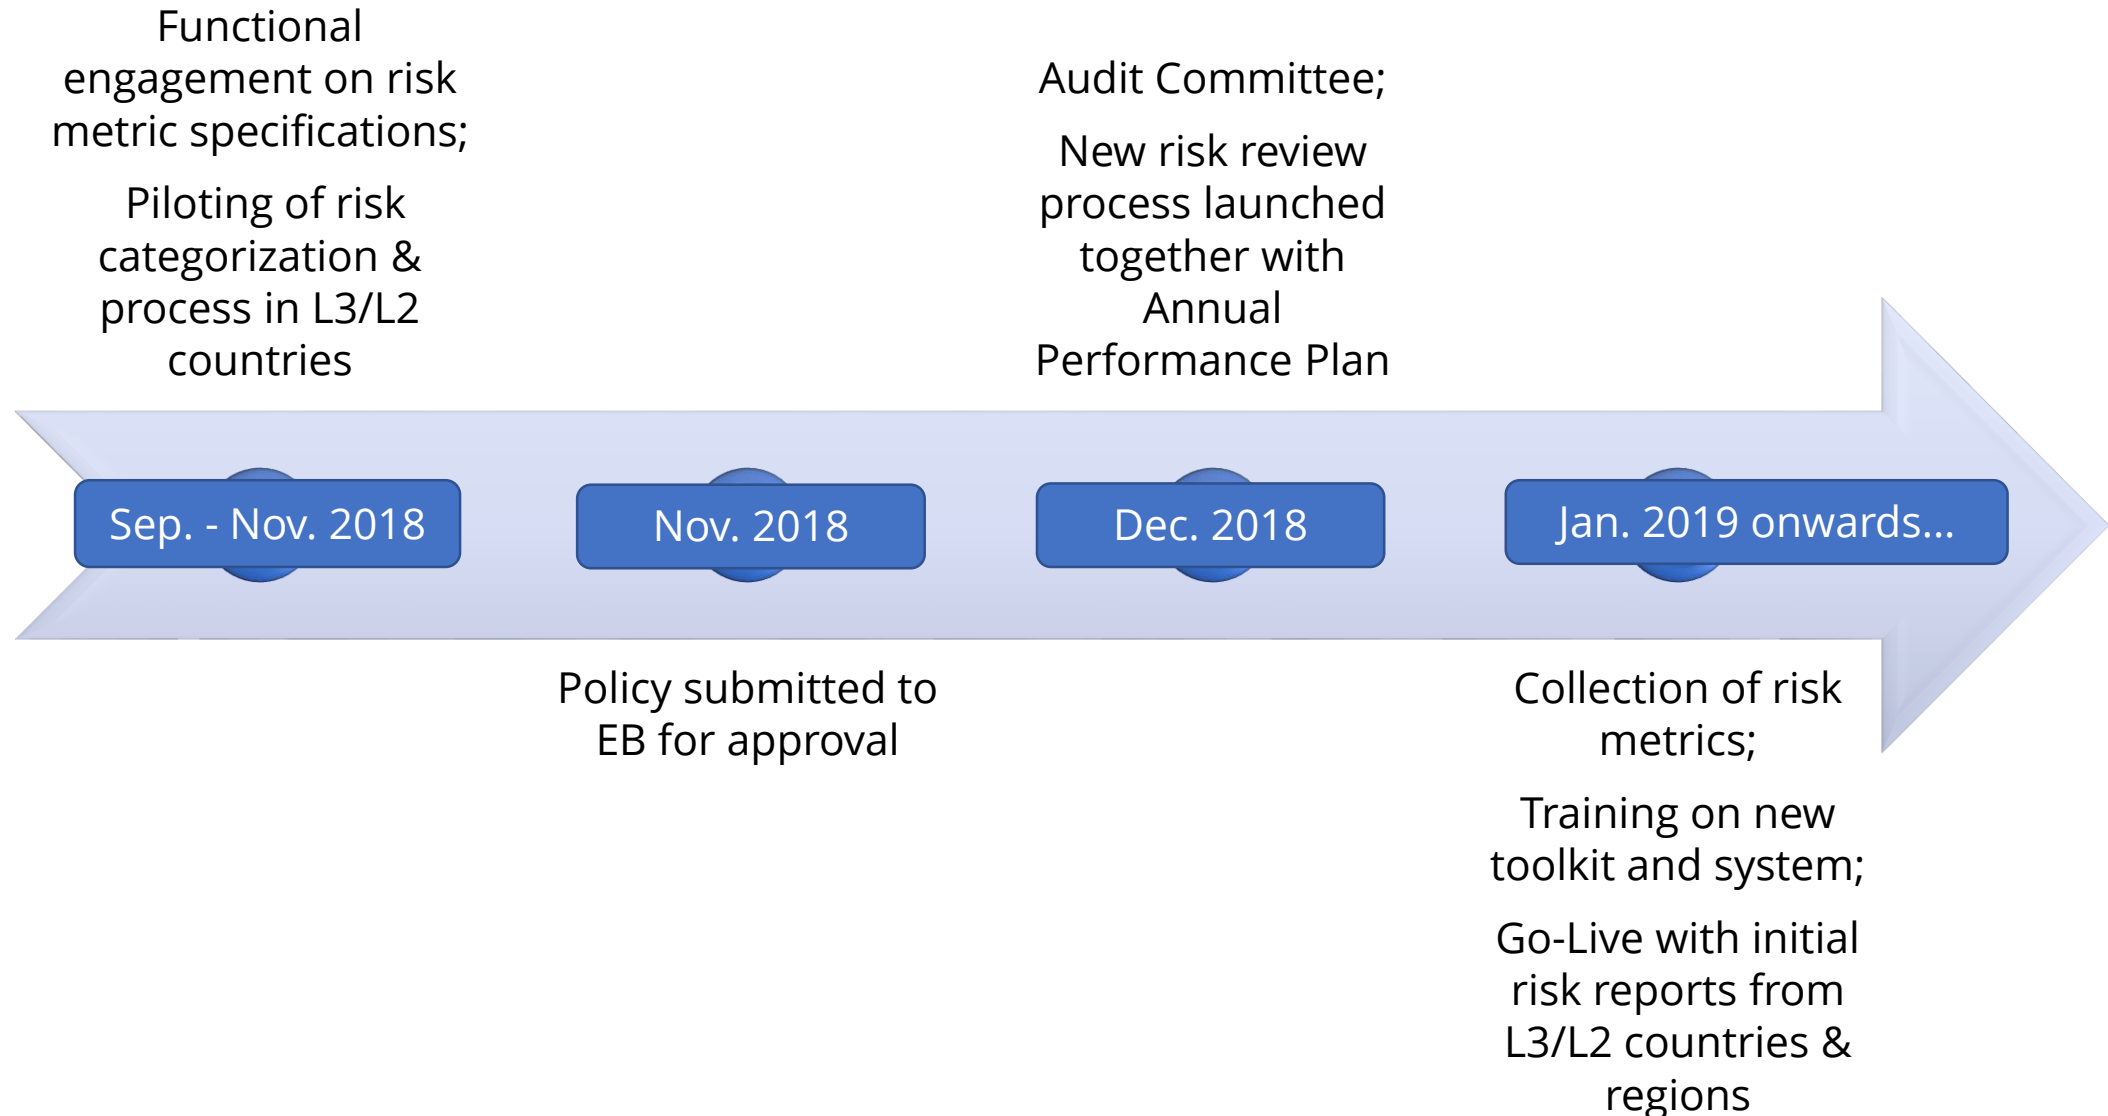 Functional
engagement on risk
metric specifications;
Piloting of risk
categorization &
process in L3/L2
countries
Audit Committee;
New risk review
process launched
together with
Annual
Performance Plan
Sep. - Nov. 2018
Nov. 2018
Dec. 2018
Jan. 2019 onwards...
Policy submitted to
EB for approval
Collection of risk
metrics;
Training on new
toolkit and system;
Go-Live with initial
risk reports from
L3/L2 countries &
regions